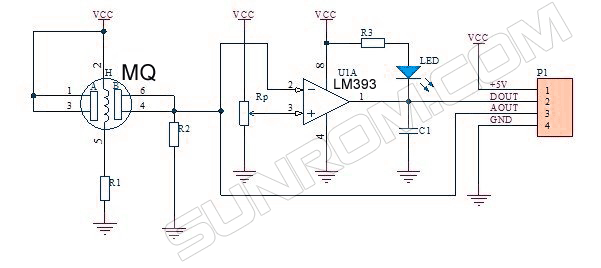 VCC
VCC
VCC
R3
VCC
LED
P1
2
H
MQ
8
U1A
LM393
1
A
B
6
2
−
+5V
1
3
4
Rp
3
+
1
DOUT
2
AOUT
3
GND
4
R2
4
C1
5
R1
SUNROM.COM